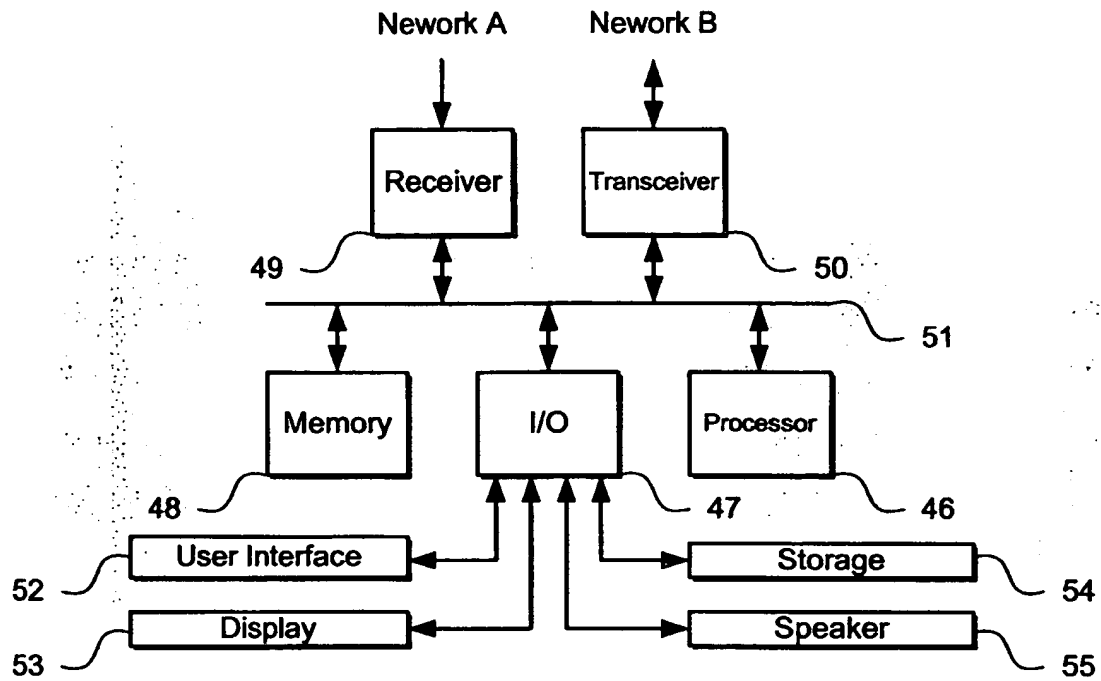 Nework A
Nework B
Receiver
Transceiver
49
50
51
Memory
I/O
Processor
48
47
46
User Interface
Storage
52
54
Display
Speaker
53
55